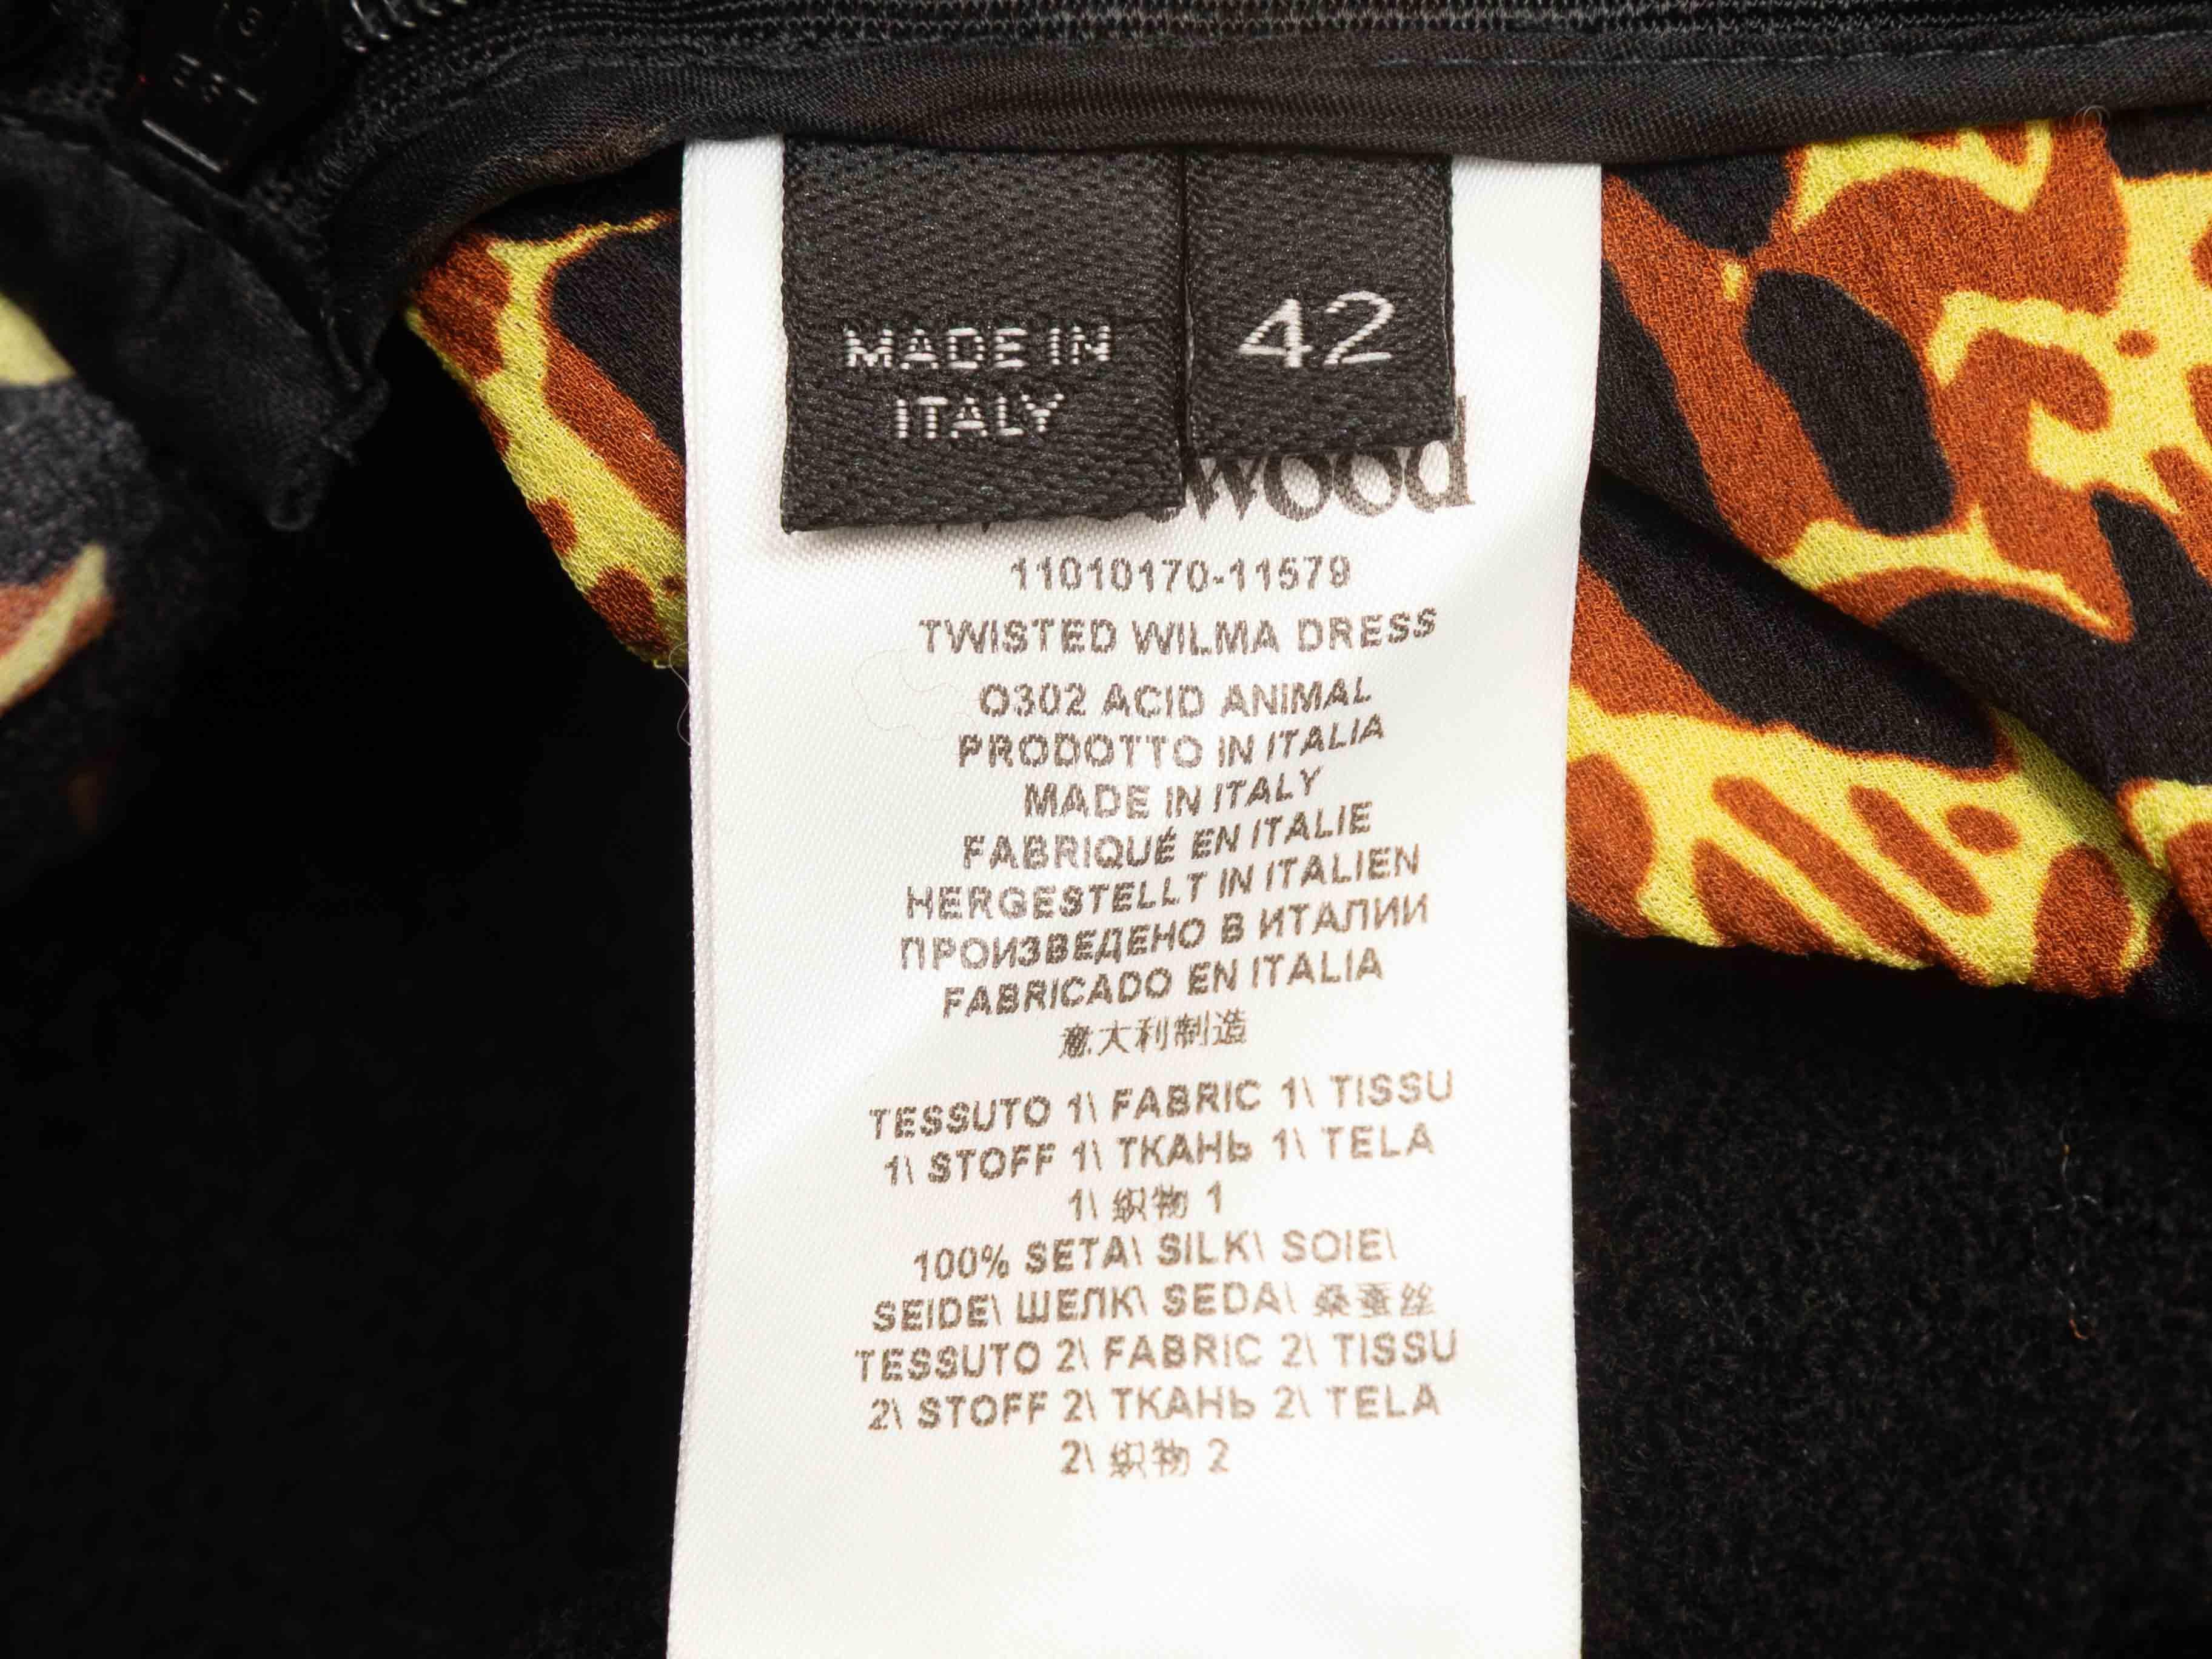 MADE IN
ITALY
42
wood
11010170-11579
TWISTED WILMA DRESS
O302 ACID ANIMAL
PRODOTTO IN ITALIA
MADE IN ITALY
FABRIQUÉ EN ITALIE
HERGESTELLT IN ITALIEN
ПРОИЗВЕДЕНО В ИТАЛИИ
FABRICADO EN ITALIA
意大利制造
TESSUTO 1\ FABRIC 1\ TISSU
1\ STOFF 1\ ТКАНЬ 1\ TELA
1\ 织物 1
100% SETA\ SILK\ SOIE\
SEIDE\ ШЕЛК\ SEDA\ 桑蚕丝
TESSUTO 2\ FABRIC 2\ TISSU
2\ STOFF 2\ ТКАНЬ 2\ TELA
2\ 织物 2